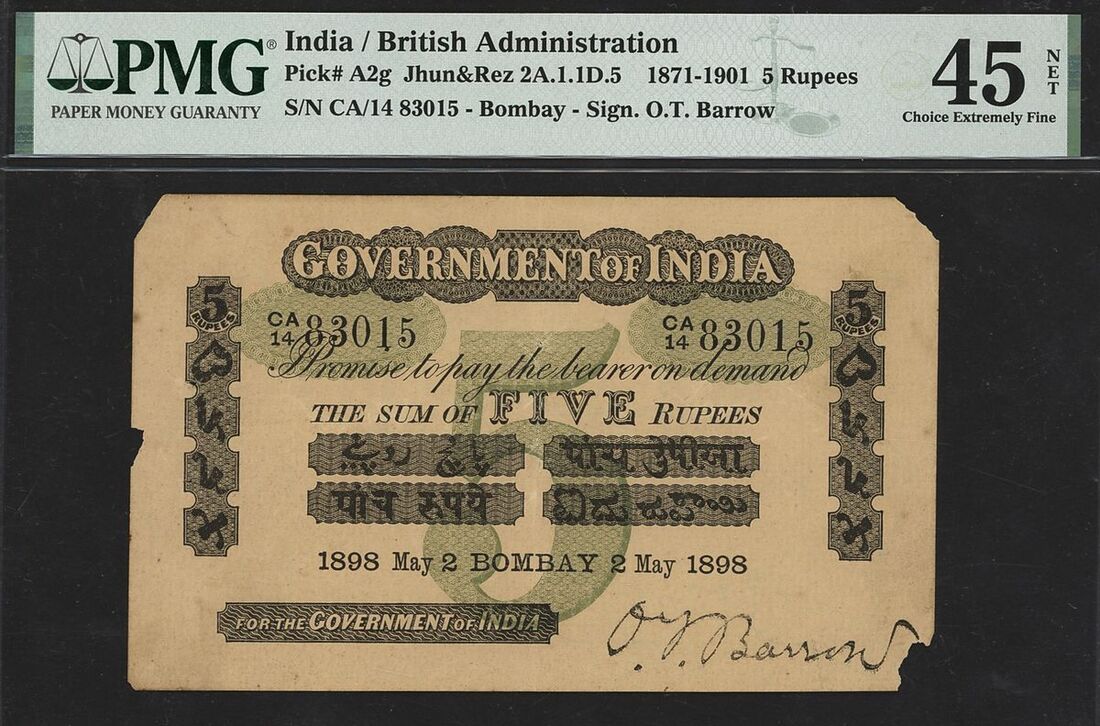 PMG® India / British Administration
PAPER MONEY GUARANTY
Pick# A2g Jhun&Rez 2A.1.1D.5 1871-1901 5 Rupees
S/N CA/14 83015 - Bombay - Sign. O.T. Barrow
45 NET
Choice Extremely Fine
GOVERNMENT OF INDIA
5 RUPEES
5 RUPEES
CA/14 83015
CA/14 83015
I Promise to pay the bearer on demand
THE SUM OF FIVE RUPEES
5
पांच रुपये
1898 May 2 BOMBAY 2 May 1898
FOR THE GOVERNMENT OF INDIA
O.T. Barrow